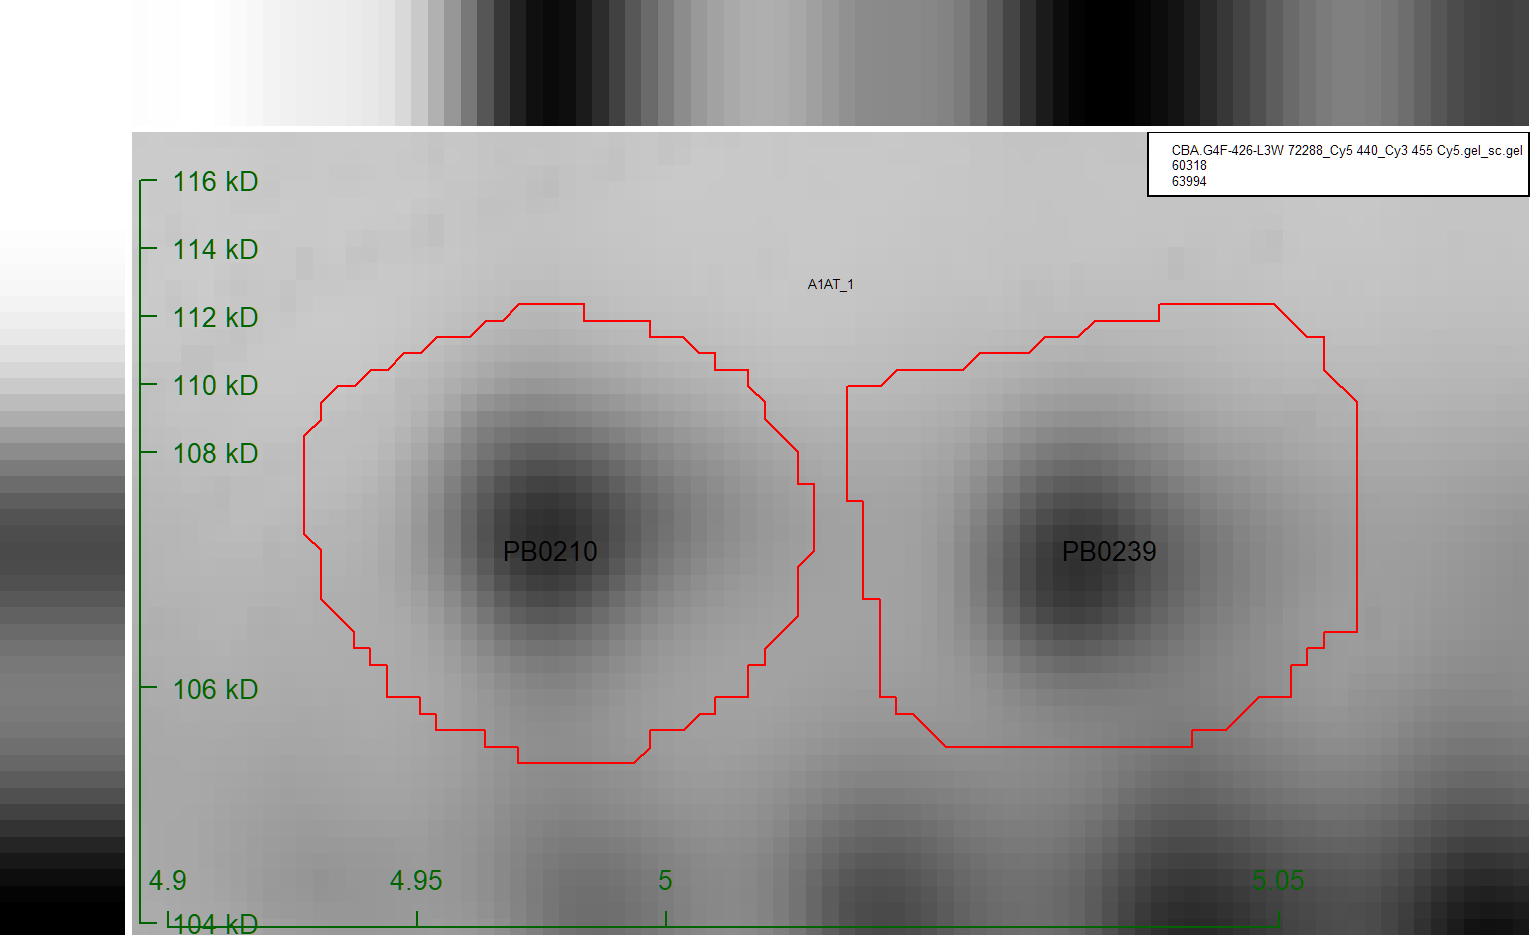 CBA.G4F-426-L3W 72288_Cy5 440_Cy3 455 Cy5.gel_sc.gel
60318
63994
116 kD
114 kD
A1AT_1
112 kD
110 kD
108 kD
PB0210
PB0239
106 kD
4.9
4.95
5
5.05
104 kD